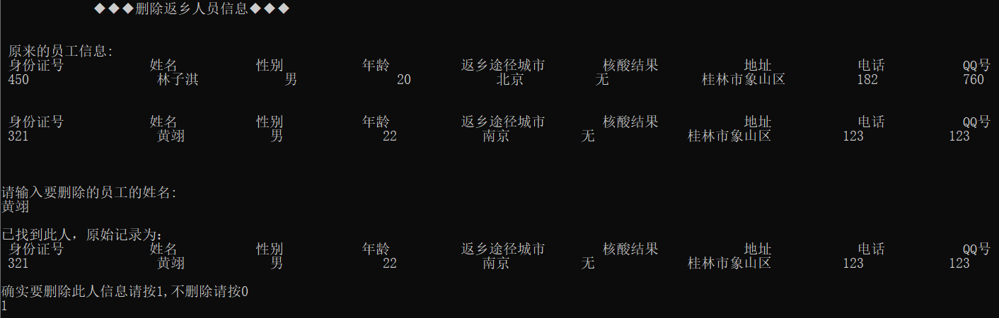 ◆◆◆删除返乡人员信息◆◆◆
原来的员工信息:
身份证号 姓名 性别 年龄 返乡途径城市 核酸结果 地址 电话 QQ号
450 林子淇 男 20 北京 无 桂林市象山区 182 760
身份证号 姓名 性别 年龄 返乡途径城市 核酸结果 地址 电话 QQ号
321 黄翊 男 22 南京 无 桂林市象山区 123 123
请输入要删除的员工的姓名:
黄翊
已找到此人，原始记录为：
身份证号 姓名 性别 年龄 返乡途径城市 核酸结果 地址 电话 QQ号
321 黄翊 男 22 南京 无 桂林市象山区 123 123
确实要删除此人信息请按1,不删除请按0
1